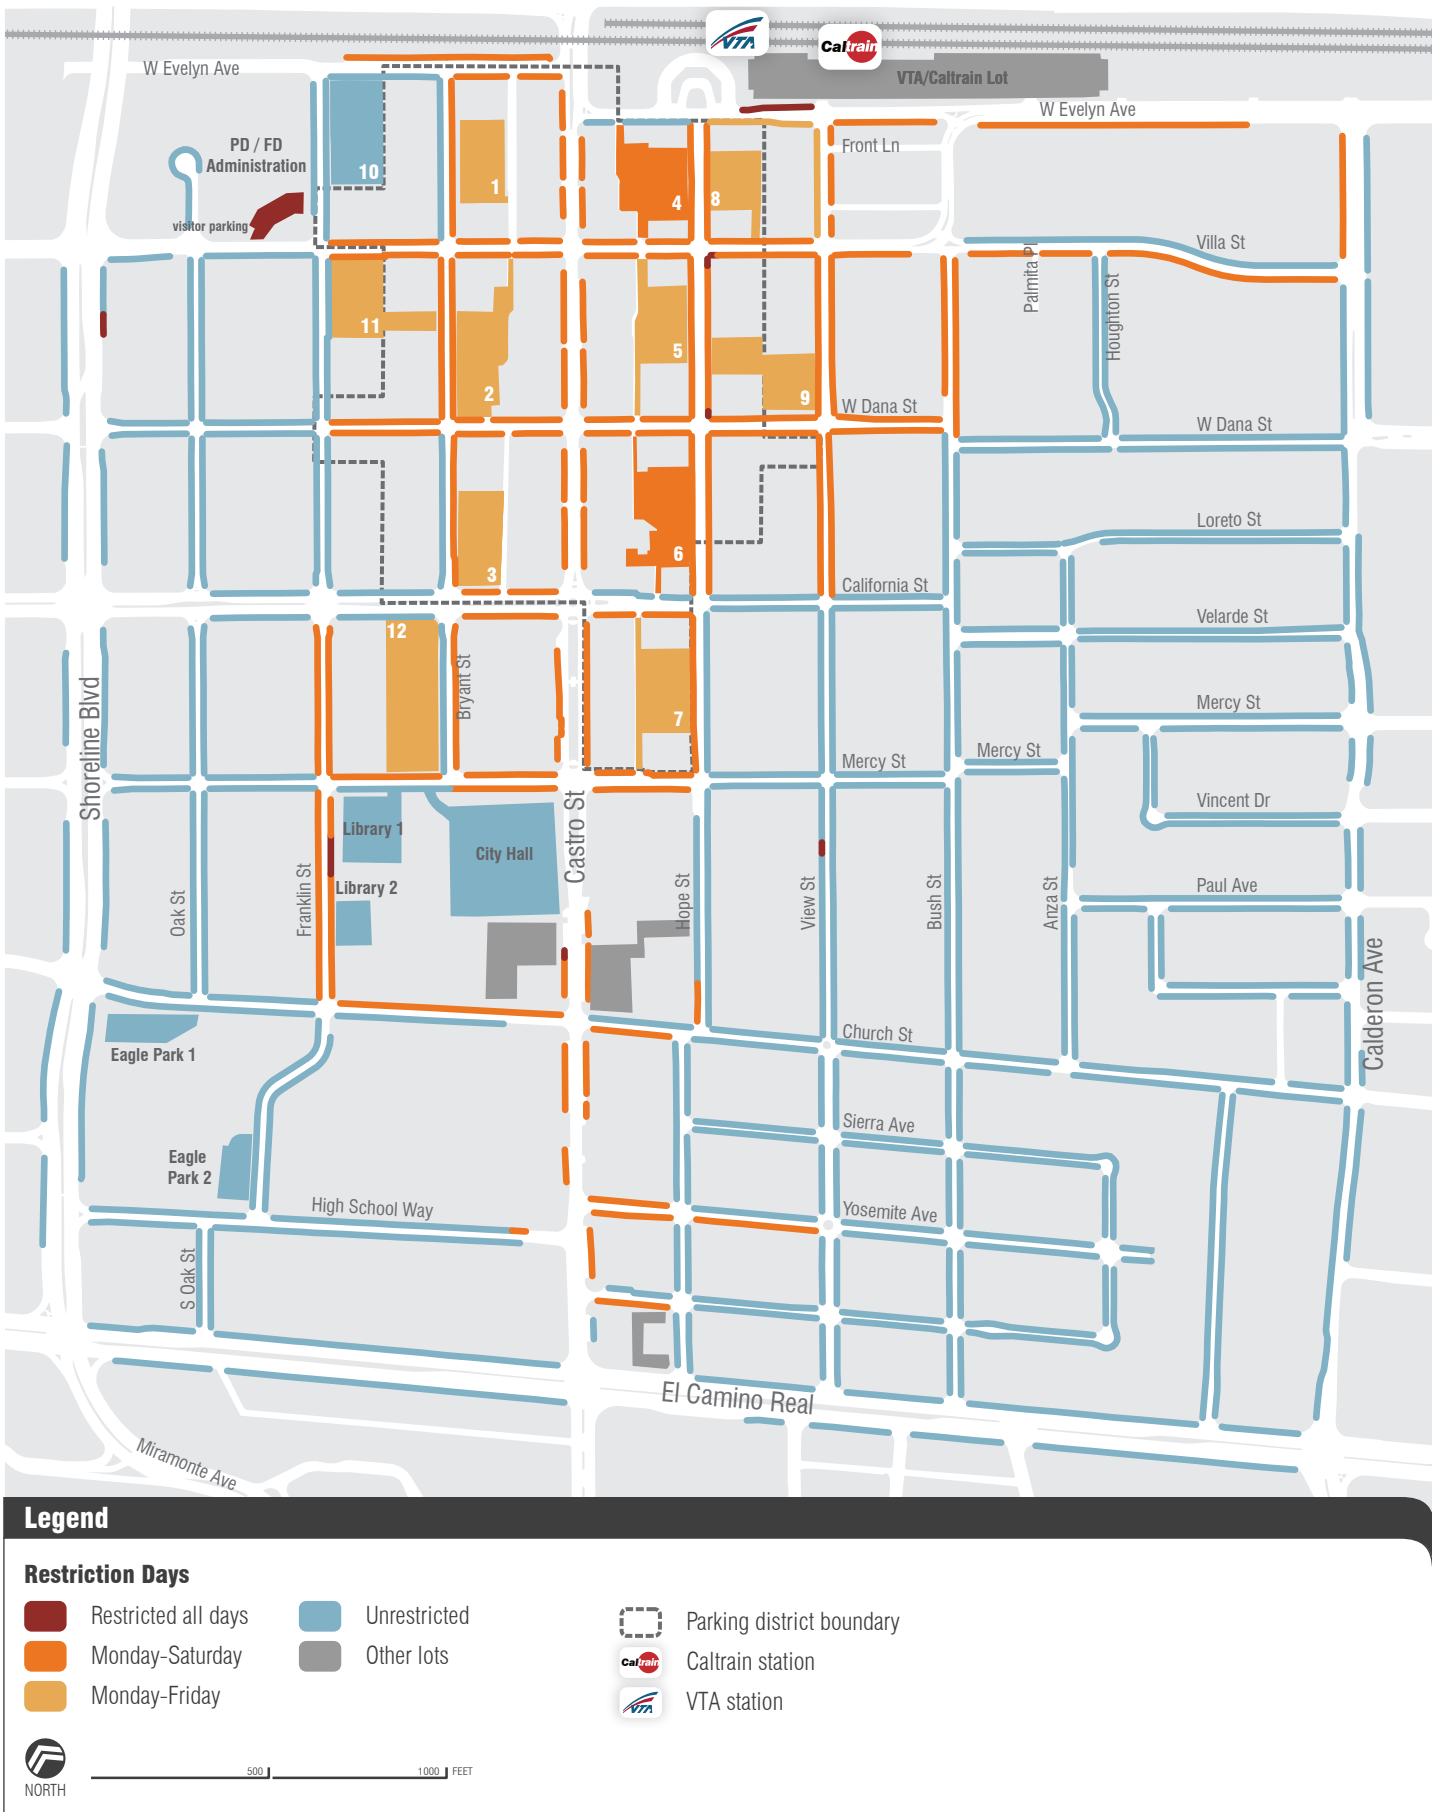 VTA
Caltrain
W Evelyn Ave
VTA/Caltrain Lot
W Evelyn Ave
PD / FD
Administration
Front Ln
10
1
4
8
visitor parking
Villa St
Palmita Pl
Houghton St
11
5
2
9
W Dana St
W Dana St
Loreto St
6
3
California St
Velarde St
12
Bryant St
Shoreline Blvd
Mercy St
7
Mercy St
Mercy St
Vincent Dr
Library 1
City Hall
Castro St
Library 2
Paul Ave
Oak St
Franklin St
Hope St
View St
Bush St
Anza St
Calderon Ave
Church St
Eagle Park 1
Sierra Ave
Eagle
Park 2
High School Way
Yosemite Ave
S Oak St
El Camino Real
Miramonte Ave
Legend
Restriction Days
Restricted all days
Unrestricted
Parking district boundary
Monday-Saturday
Other lots
Caltrain
Caltrain station
Monday-Friday
VTA
VTA station
500
1000 FEET
NORTH